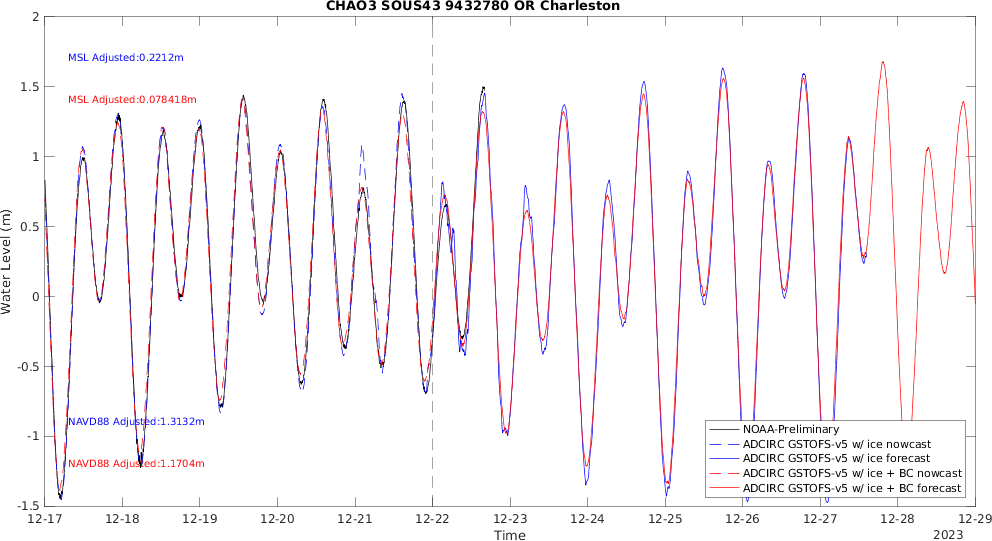 CHAO3 SOUS43 9432780 OR Charleston
2
1.5
1
0.5
0
-0.5
-1
-1.5
Water Level (m)
MSL Adjusted:0.2212m
MSL Adjusted:0.078418m
NAVD88 Adjusted:1.3132m
NAVD88 Adjusted:1.1704m
NOAA-Preliminary
ADCIRC GSTOFS-v5 w/ ice nowcast
ADCIRC GSTOFS-v5 w/ ice forecast
ADCIRC GSTOFS-v5 w/ ice + BC nowcast
ADCIRC GSTOFS-v5 w/ ice + BC forecast
12-17 12-18 12-19 12-20 12-21 12-22 12-23 12-24 12-25 12-26 12-27 12-28 12-29
Time
2023